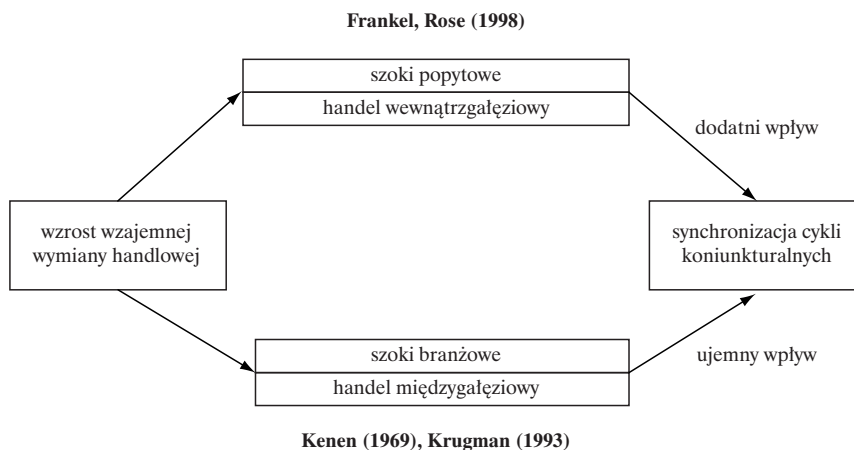 Frankel, Rose (1998)
szoki popytowe
handel wewnątrzgałęziowy
dodatni wpływ
wzrost wzajemnej
wymiany handlowej
synchronizacja cykli
koniunkturalnych
szoki branżowe
handel międzygałęziowy
ujemny wpływ
Kenen (1969), Krugman (1993)